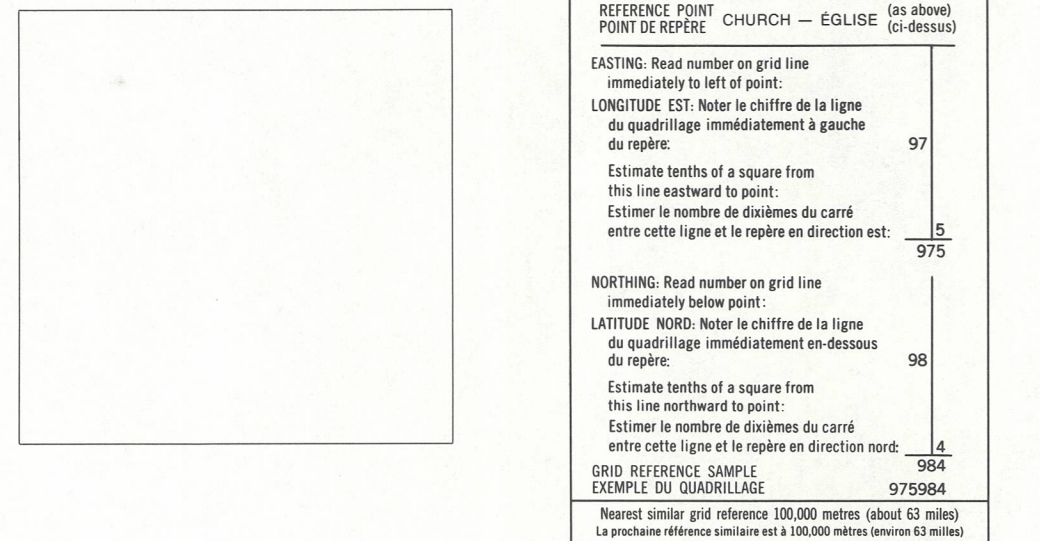 REFERENCE POINT CHURCH — ÉGLISE (as above)
POINT DE REPÈRE (ci-dessus)
EASTING: Read number on grid line
immediately to left of point:
LONGITUDE EST: Noter le chiffre de la ligne
du quadrillage immédiatement à gauche
du repère: 97
Estimate tenths of a square from
this line eastward to point:
Estimer le nombre de dixièmes du carré
entre cette ligne et le repère en direction est: 5
975
NORTHING: Read number on grid line
immediately below point:
LATITUDE NORD: Noter le chiffre de la ligne
du quadrillage immédiatement en-dessous
du repère: 98
Estimate tenths of a square from
this line northward to point:
Estimer le nombre de dixièmes du carré
entre cette ligne et le repère en direction nord: 4
984
GRID REFERENCE SAMPLE
EXEMPLE DU QUADRILLAGE 975984
Nearest similar grid reference 100,000 metres (about 63 miles)
La prochaine référence similaire est à 100,000 mètres (environ 63 milles)